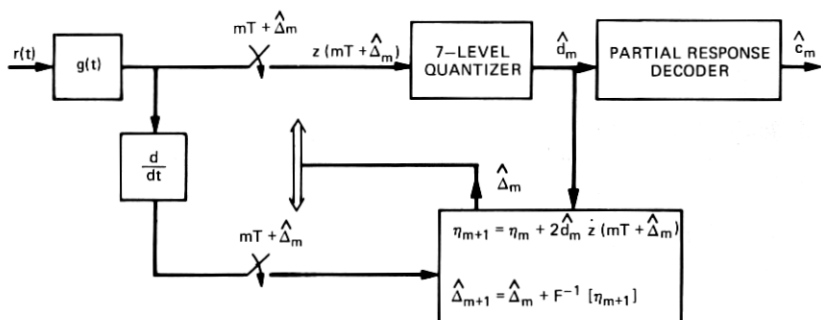 mT + Δ̂ₘ
r(t)
g(t)
z (mT + Δ̂ₘ)
7–LEVEL
QUANTIZER
d̂ₘ
PARTIAL RESPONSE
DECODER
ĉₘ
d
dt
Δ̂ₘ
mT + Δ̂ₘ
ηₘ₊₁ = ηₘ + 2d̂ₘ ż (mT + Δ̂ₘ)
Δ̂ₘ₊₁ = Δ̂ₘ + F⁻¹ [ηₘ₊₁]